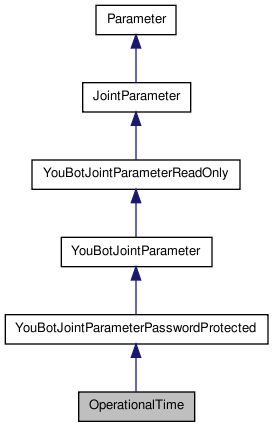 Parameter
JointParameter
YouBotJointParameterReadOnly
YouBotJointParameter
YouBotJointParameterPasswordProtected
OperationalTime